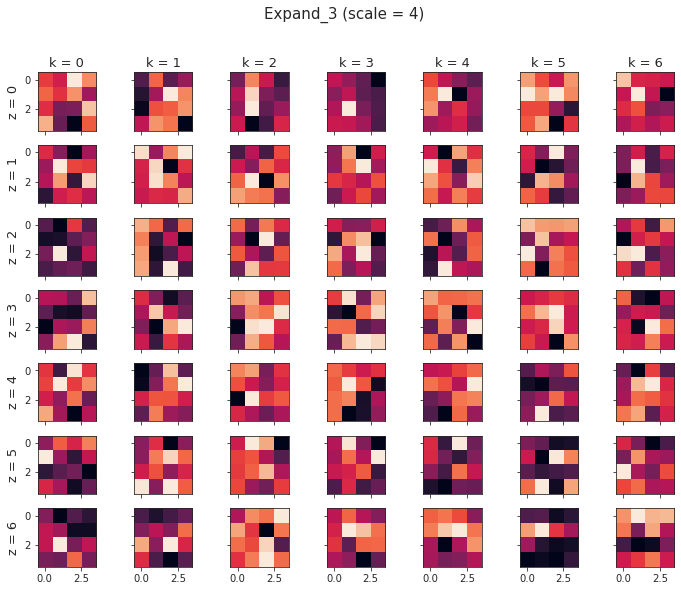 Expand_3 (scale = 4)
k = 0 k = 1 k = 2 k = 3 k = 4 k = 5 k = 6
z = 0
0
2
z = 1
0
2
z = 2
0
2
z = 3
0
2
z = 4
0
2
z = 5
0
2
z = 6
0
2
0.0 2.5 0.0 2.5 0.0 2.5 0.0 2.5 0.0 2.5 0.0 2.5 0.0 2.5